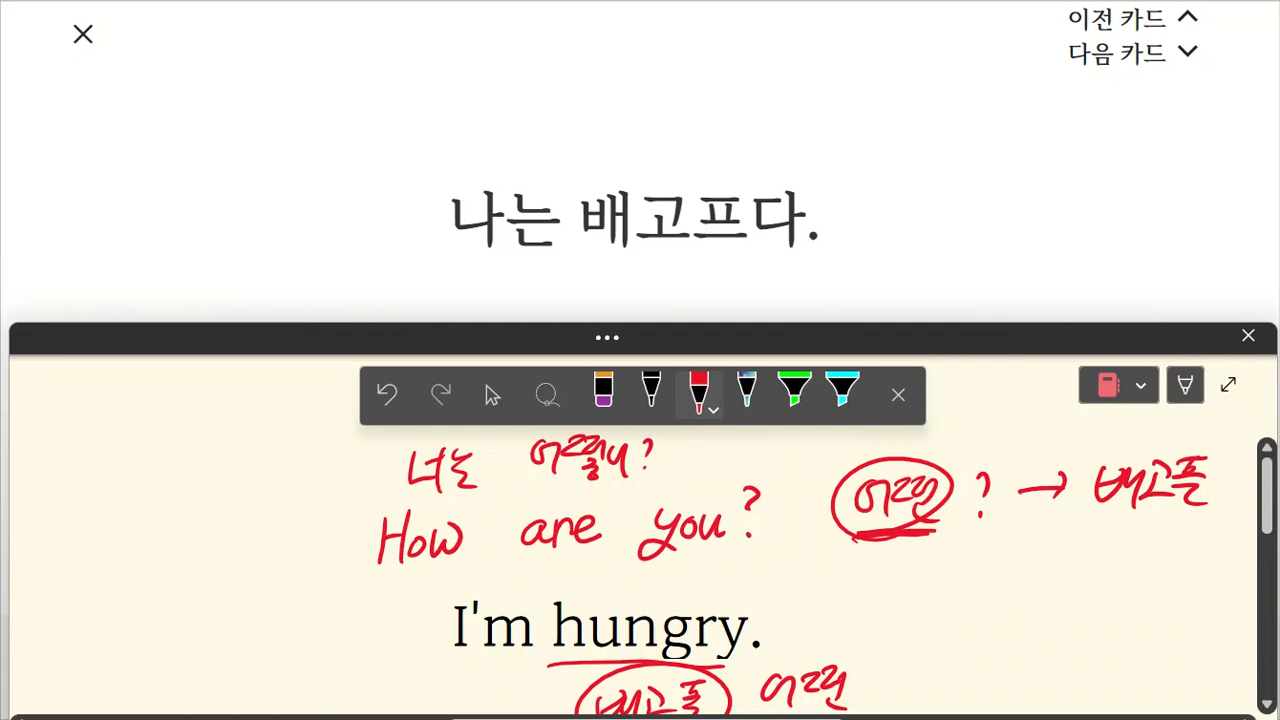 이전 카드
다음 카드
나는 배고프다.
너는 어떻니?
How are you?
어떤 ? → 배고픈
I'm hungry.
배고픈 어떤